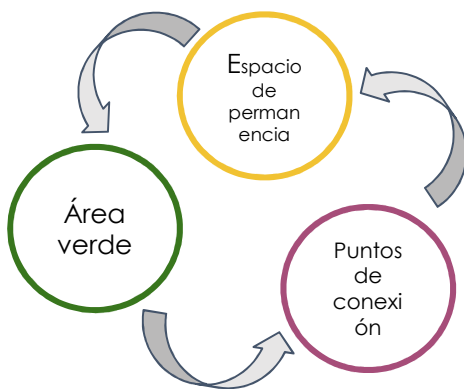 Espacio
de
perman
encia
Área
verde
Puntos
de
conexi
ón